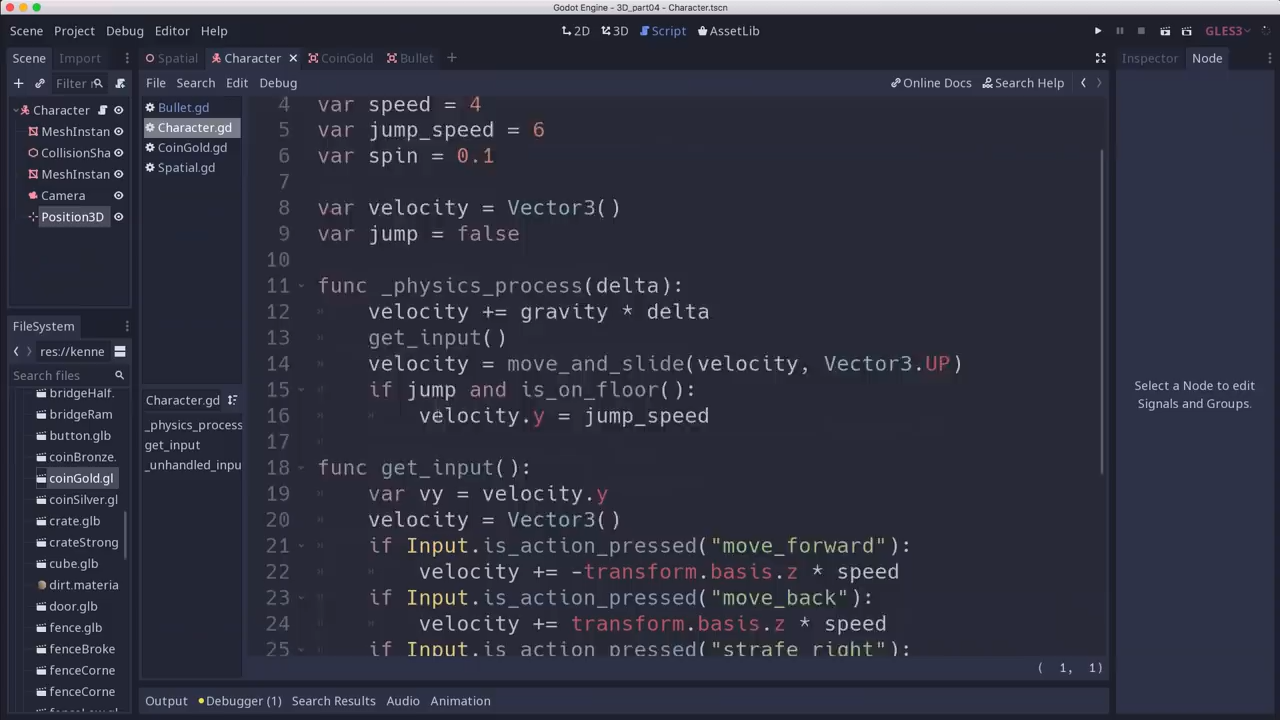 Godot Engine - 3D_part04 - Character.tscn
Scene Project Debug Editor Help
2D 3D Script AssetLib
GLES3
Scene Import
Spatial Character CoinGold Bullet
Inspector Node
Filter r
File Search Edit Debug
Online Docs Search Help
Character
MeshInstan
CollisionSha
MeshInstan
Camera
Position3D
Bullet.gd
Character.gd
CoinGold.gd
Spatial.gd
4 var speed = 4
5 var jump_speed = 6
6 var spin = 0.1
7
8 var velocity = Vector3()
9 var jump = false
10
11 func _physics_process(delta):
12 velocity += gravity * delta
13 get_input()
14 velocity = move_and_slide(velocity, Vector3.UP)
15 if jump and is_on_floor():
16 velocity.y = jump_speed
17
18 func get_input():
19 var vy = velocity.y
20 velocity = Vector3()
21 if Input.is_action_pressed("move_forward"):
22 velocity += -transform.basis.z * speed
23 if Input.is_action_pressed("move_back"):
24 velocity += transform.basis.z * speed
25 if Input.is_action_pressed("strafe_right"):
FileSystem
res://kenne
Search files
bridgeHalf.
bridgeRam
button.glb
coinBronze.
coinGold.gl
coinSilver.gl
crate.glb
crateStrong
cube.glb
dirt.materia
door.glb
fence.glb
fenceBroke
fenceCorne
fenceCorne
fenceLow.gl
Character.gd
_physics_process
get_input
_unhandled_inpu
Select a Node to edit
Signals and Groups.
( 1, 1)
Output Debugger (1) Search Results Audio Animation